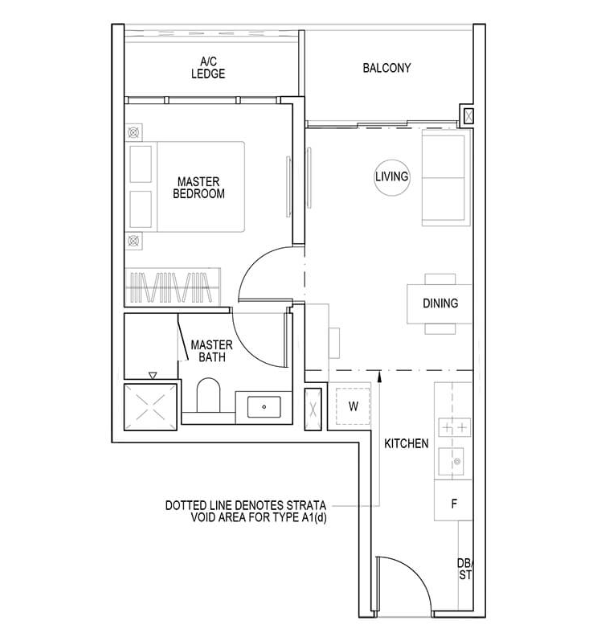 A/C
LEDGE
BALCONY
MASTER
BEDROOM
LIVING
DINING
MASTER
BATH
W
KITCHEN
DOTTED LINE DENOTES STRATA
VOID AREA FOR TYPE A1(d)
F
DB/
ST